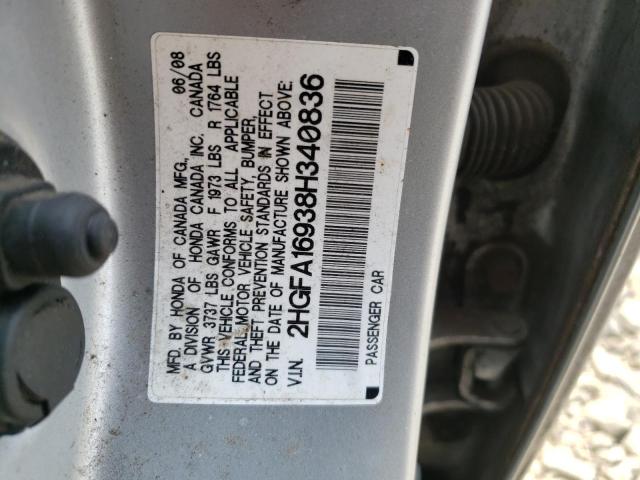 MFD. BY HONDA OF CANADA MFG., 06/08
A DIVISION OF HONDA CANADA INC. CANADA
GVWR 3737 LBS GAWR F 1973 LBS R 1764 LBS
THIS VEHICLE CONFORMS TO ALL APPLICABLE
FEDERAL MOTOR VEHICLE SAFETY, BUMPER,
AND THEFT PREVENTION STANDARDS IN EFFECT
ON THE DATE OF MANUFACTURE SHOWN ABOVE:
V.I.N. 2HGFA16938H340836
PASSENGER CAR